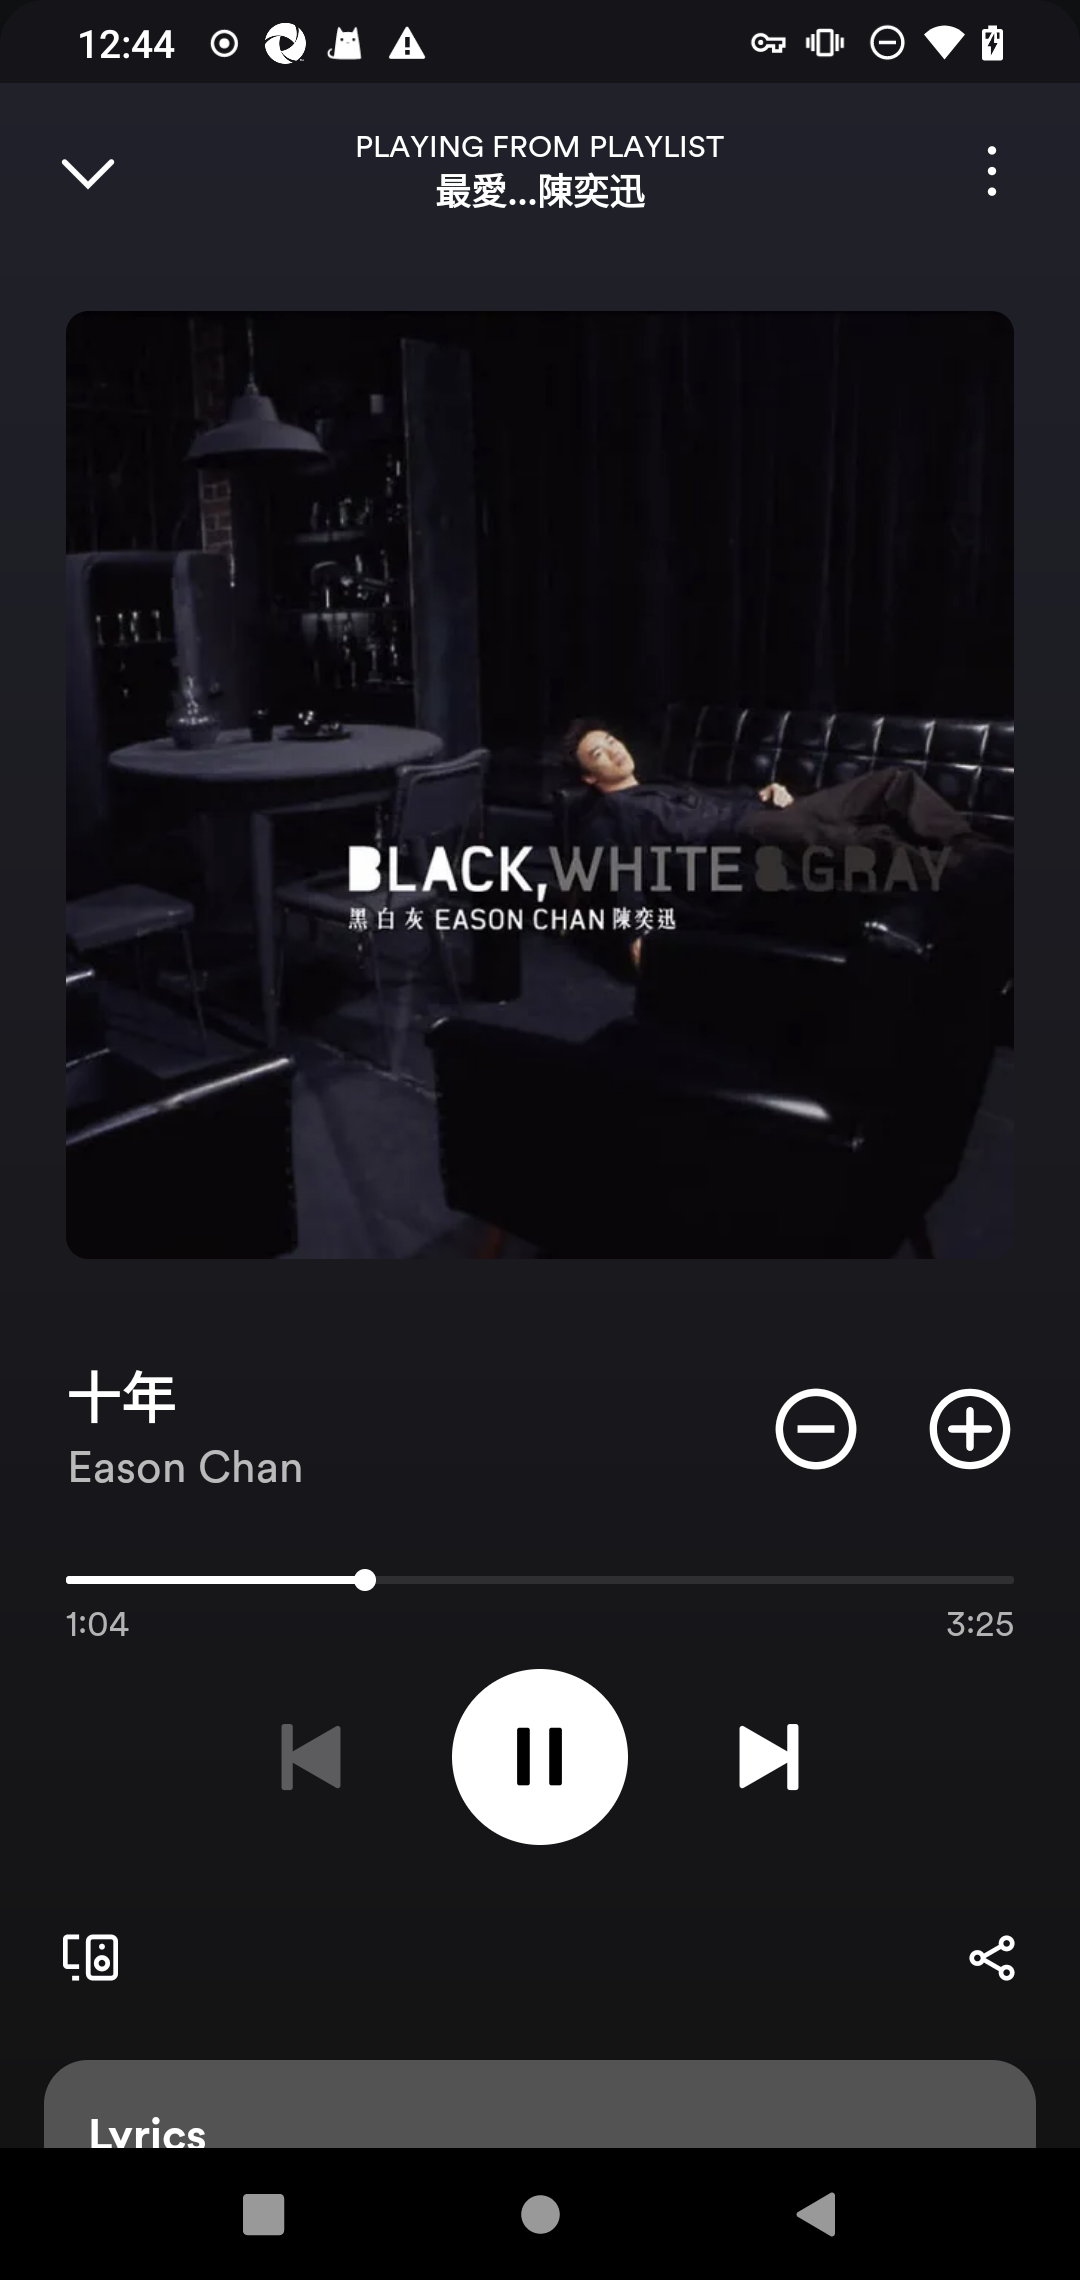 12:44
PLAYING FROM PLAYLIST
最愛...陳奕迅
BLACK, WHITE & GRAY
黑白灰 EASON CHAN 陳奕迅
十年
Eason Chan
1:04
3:25
Lyrics